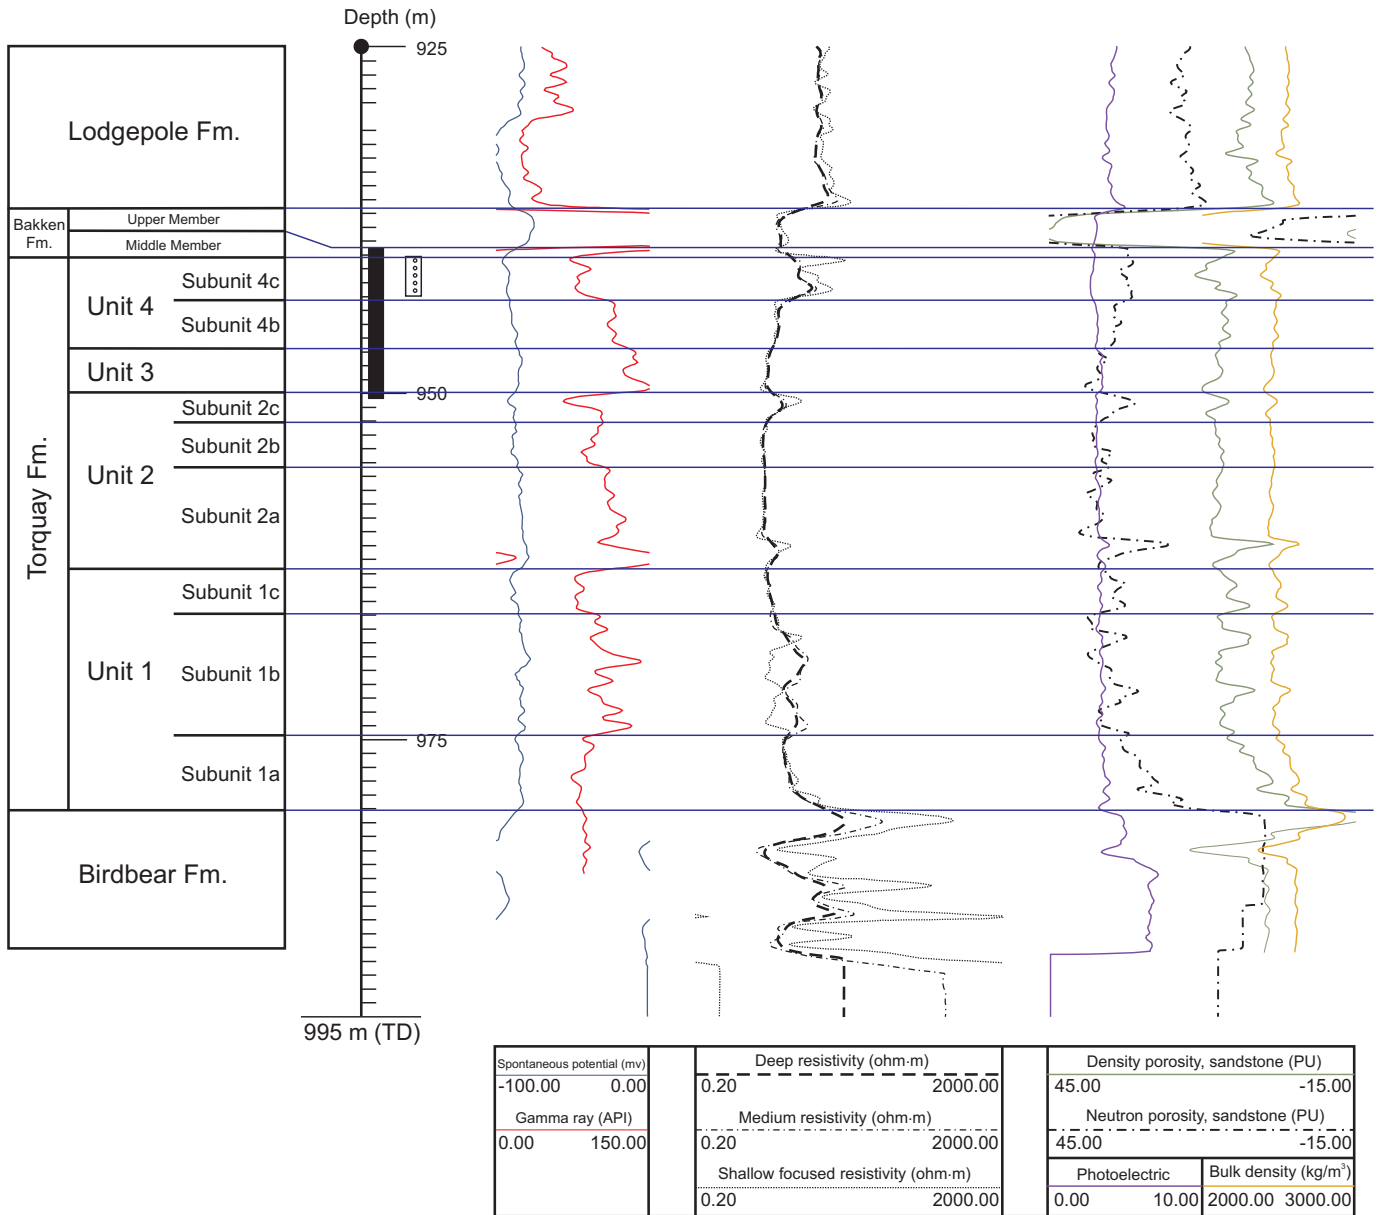 Depth (m)
925
Lodgepole Fm.
Bakken
Fm.
Upper Member
Middle Member
Torquay Fm.
Unit 4
Subunit 4c
Subunit 4b
Unit 3
950
Unit 2
Subunit 2c
Subunit 2b
Subunit 2a
Unit 1
Subunit 1c
Subunit 1b
975
Subunit 1a
Birdbear Fm.
995 m (TD)
Spontaneous potential (mv)
-100.00 0.00
Gamma ray (API)
0.00 150.00
Deep resistivity (ohm·m)
0.20 2000.00
Medium resistivity (ohm·m)
0.20 2000.00
Shallow focused resistivity (ohm·m)
0.20 2000.00
Density porosity, sandstone (PU)
45.00 -15.00
Neutron porosity, sandstone (PU)
45.00 -15.00
Photoelectric
0.00 10.00
Bulk density (kg/m³)
2000.00 3000.00